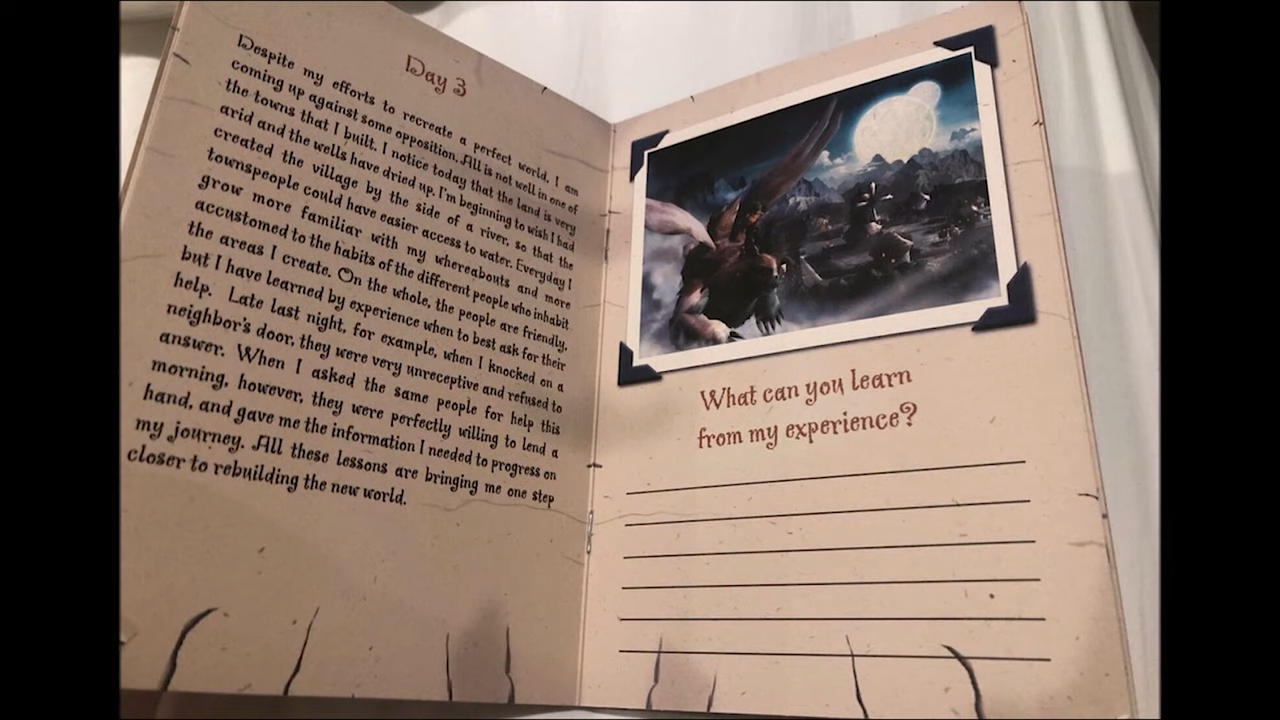 Day 3
Despite my efforts to recreate a perfect world, I am
coming up against some opposition. All is not well in one of
the towns that I built. I notice today that the land is very
arid and the wells have dried up. I'm beginning to wish I had
created the village by the side of a river, so that the
townspeople could have easier access to water. Everyday I
grow more familiar with my whereabouts and more
accustomed to the habits of the different people who inhabit
the areas I create. On the whole, the people are friendly,
but I have learned by experience when to best ask for their
help. Late last night, for example, when I knocked on a
neighbor's door, they were very unreceptive and refused to
answer. When I asked the same people for help this
morning, however, they were perfectly willing to lend a
hand, and gave me the information I needed to progress on
my journey. All these lessons are bringing me one step
closer to rebuilding the new world.
What can you learn
from my experience?